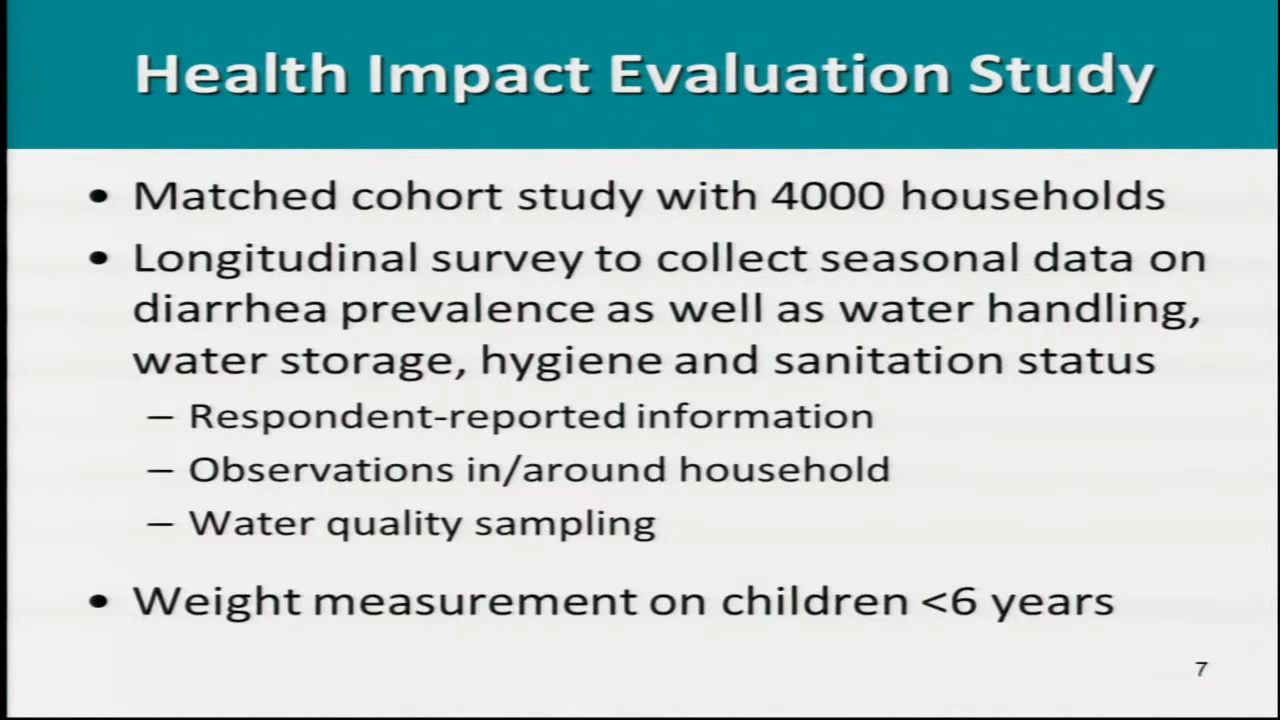 Health Impact Evaluation Study
• Matched cohort study with 4000 households
• Longitudinal survey to collect seasonal data on
diarrhea prevalence as well as water handling,
water storage, hygiene and sanitation status
– Respondent-reported information
– Observations in/around household
– Water quality sampling
• Weight measurement on children <6 years
7